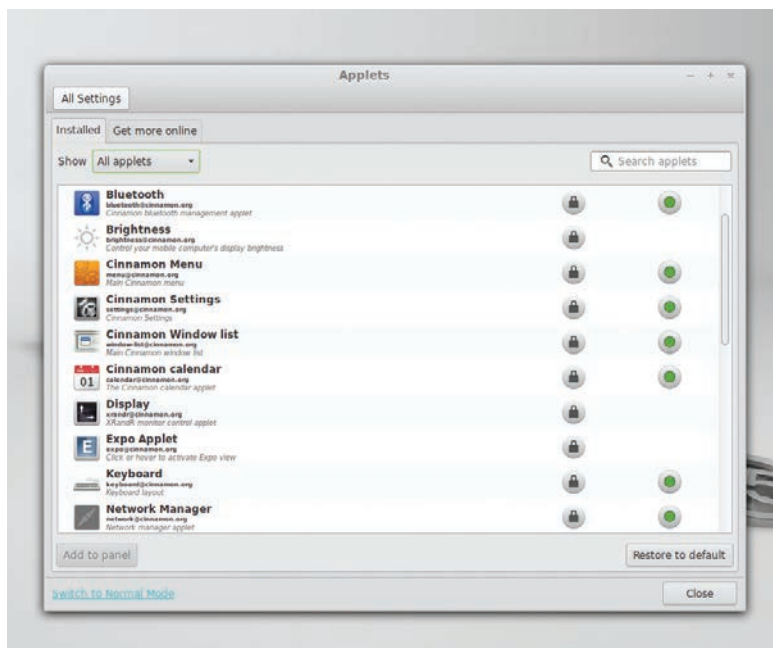 Applets
All Settings
Installed Get more online
Show All applets Search applets
Bluetooth
bluetooth@cinnamon.org
Cinnamon bluetooth management applet
Brightness
brightness@cinnamon.org
Control your mobile computer's display brightness
Cinnamon Menu
menu@cinnamon.org
Main Cinnamon menu
Cinnamon Settings
settings@cinnamon.org
Cinnamon Settings
Cinnamon Window list
window-list@cinnamon.org
Main Cinnamon window list
Cinnamon calendar
01
calendar@cinnamon.org
The Cinnamon calendar applet
Display
xrandr@cinnamon.org
XRandR monitor control applet
Expo Applet
E
expo@cinnamon.org
Click or hover to activate Expo view
Keyboard
keyboard@cinnamon.org
Keyboard layout
Network Manager
network@cinnamon.org
Network manager applet
Add to panel Restore to default
Switch to Normal Mode Close